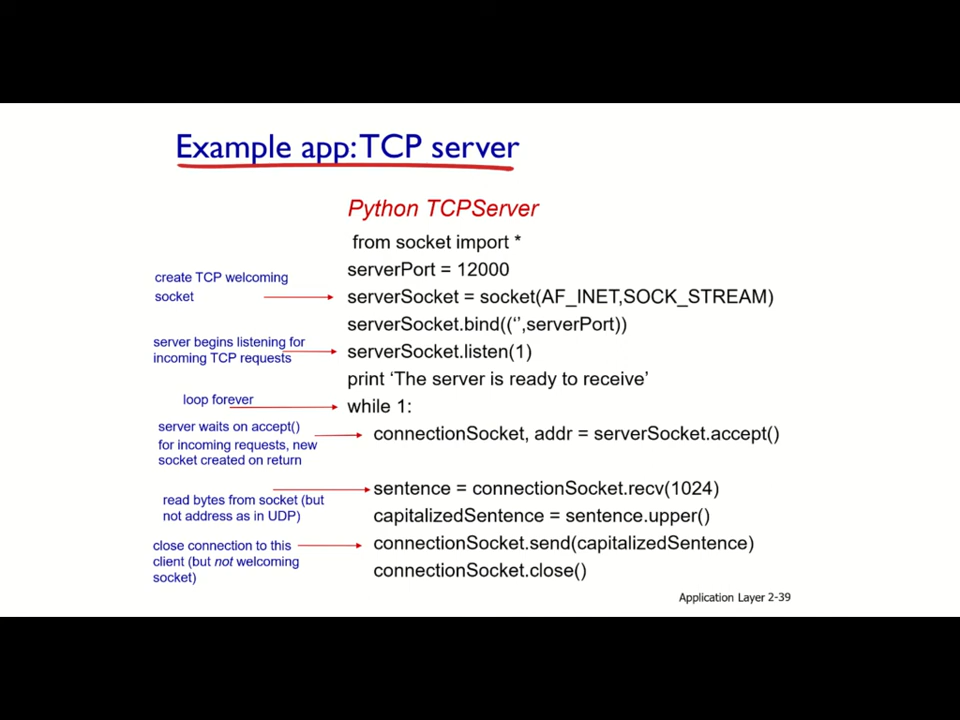 Example app: TCP server
Python TCPServer
from socket import *
serverPort = 12000
create TCP welcoming
socket
serverSocket = socket(AF_INET,SOCK_STREAM)
serverSocket.bind((‘’,serverPort))
server begins listening for
incoming TCP requests
serverSocket.listen(1)
print ‘The server is ready to receive’
loop forever
while 1:
server waits on accept()
for incoming requests, new
socket created on return
connectionSocket, addr = serverSocket.accept()
read bytes from socket (but
not address as in UDP)
sentence = connectionSocket.recv(1024)
capitalizedSentence = sentence.upper()
close connection to this
client (but not welcoming
socket)
connectionSocket.send(capitalizedSentence)
connectionSocket.close()
Application Layer 2-39